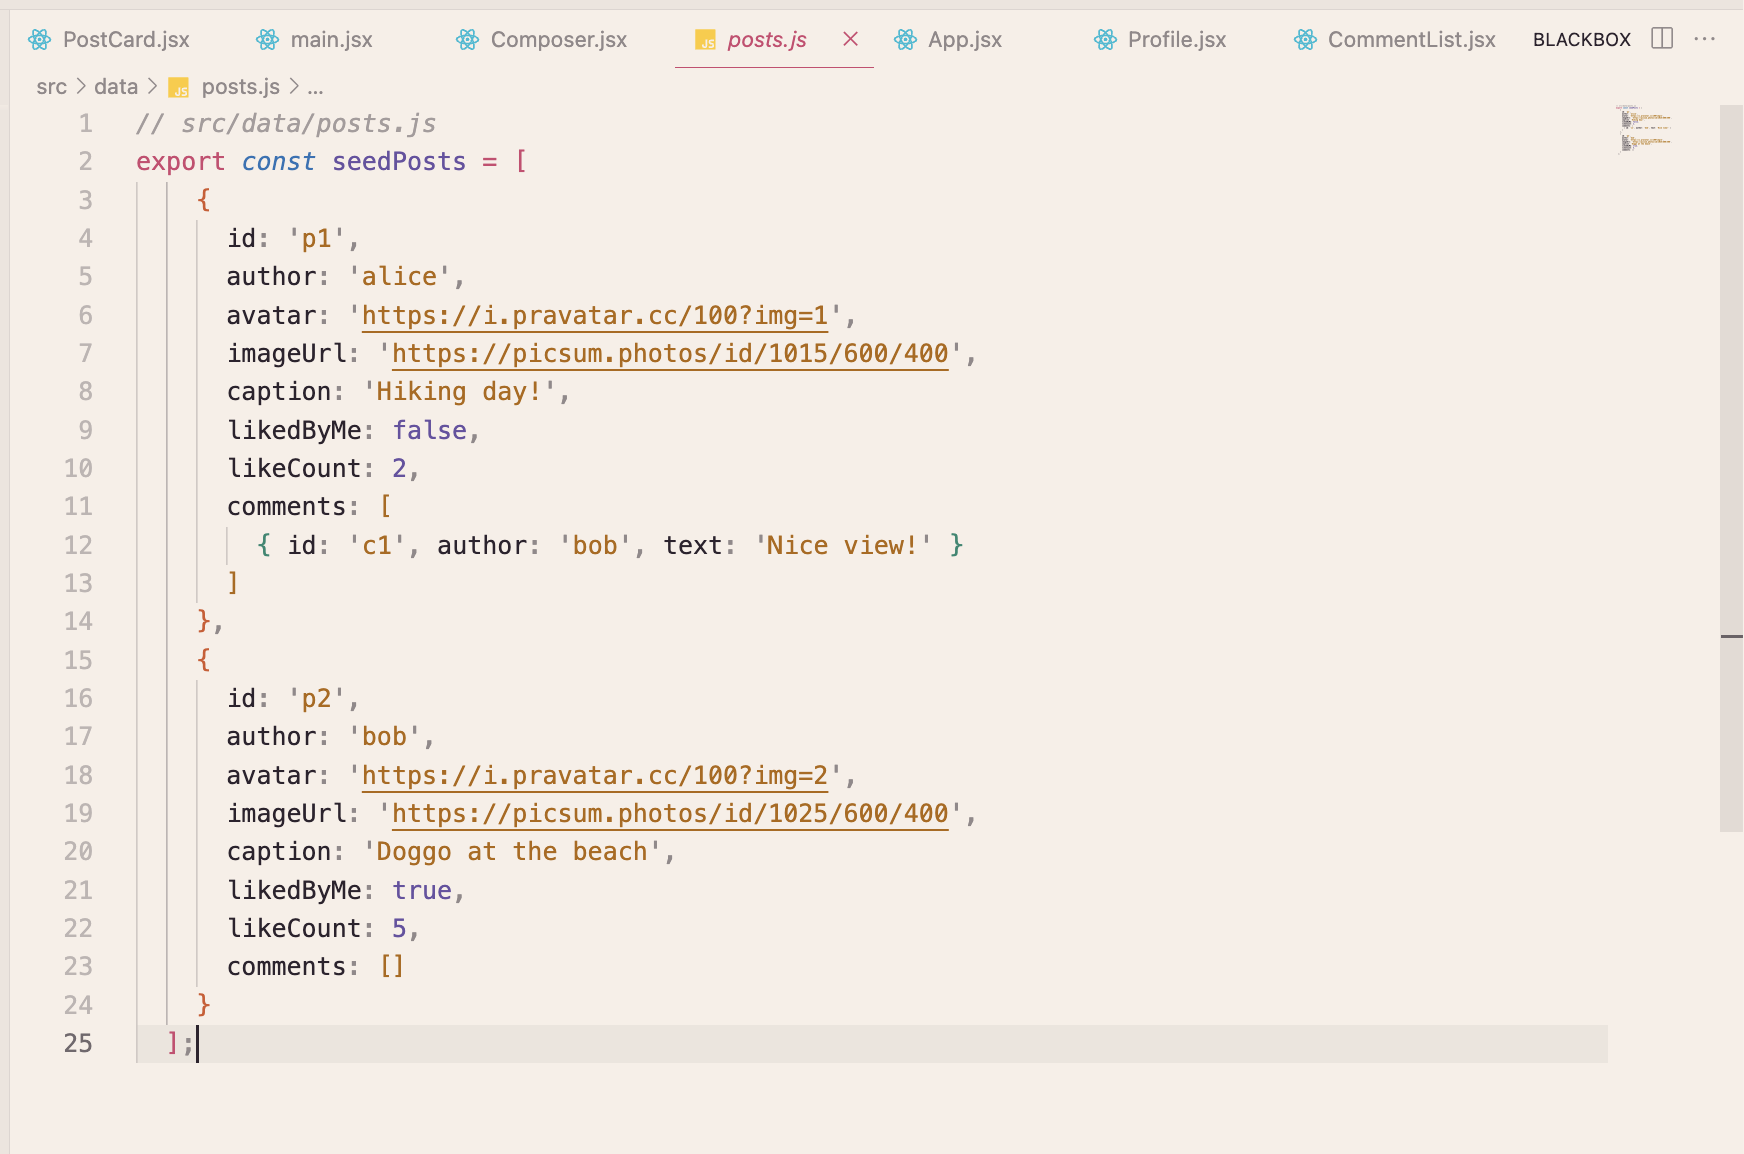 PostCard.jsx main.jsx Composer.jsx JS posts.js App.jsx Profile.jsx CommentList.jsx BLACKBOX ...
src > data > JS posts.js > ...
1 // src/data/posts.js
2 export const seedPosts = [
3 {
4 id: 'p1',
5 author: 'alice',
6 avatar: 'https://i.pravatar.cc/100?img=1',
7 imageUrl: 'https://picsum.photos/id/1015/600/400',
8 caption: 'Hiking day!',
9 likedByMe: false,
10 likeCount: 2,
11 comments: [
12 { id: 'c1', author: 'bob', text: 'Nice view!' }
13 ]
14 },
15 {
16 id: 'p2',
17 author: 'bob',
18 avatar: 'https://i.pravatar.cc/100?img=2',
19 imageUrl: 'https://picsum.photos/id/1025/600/400',
20 caption: 'Doggo at the beach',
21 likedByMe: true,
22 likeCount: 5,
23 comments: []
24 }
25 ];